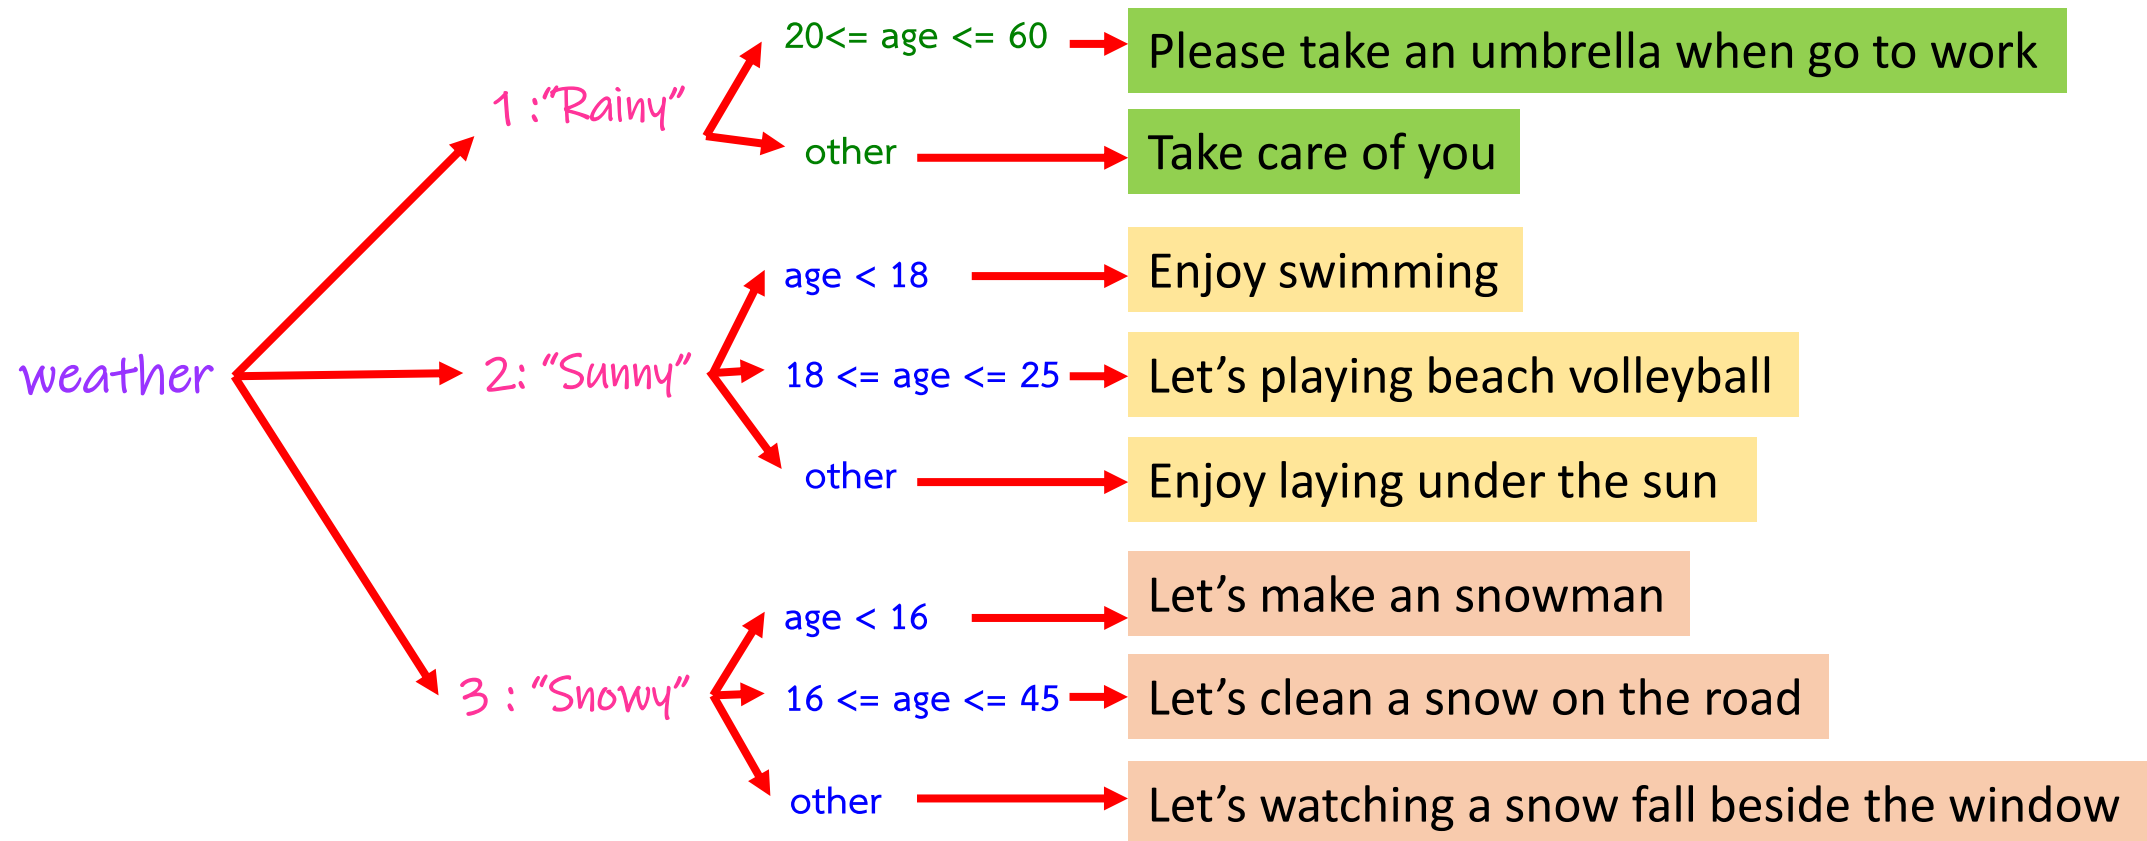 20<= age <= 60
Please take an umbrella when go to work
1 :“Rainy”
other
Take care of you
age < 18
Enjoy swimming
weather
2: “Sunny”
18 <= age <= 25
Let’s playing beach volleyball
other
Enjoy laying under the sun
age < 16
Let’s make an snowman
3 : “Snowy”
16 <= age <= 45
Let’s clean a snow on the road
other
Let’s watching a snow fall beside the window